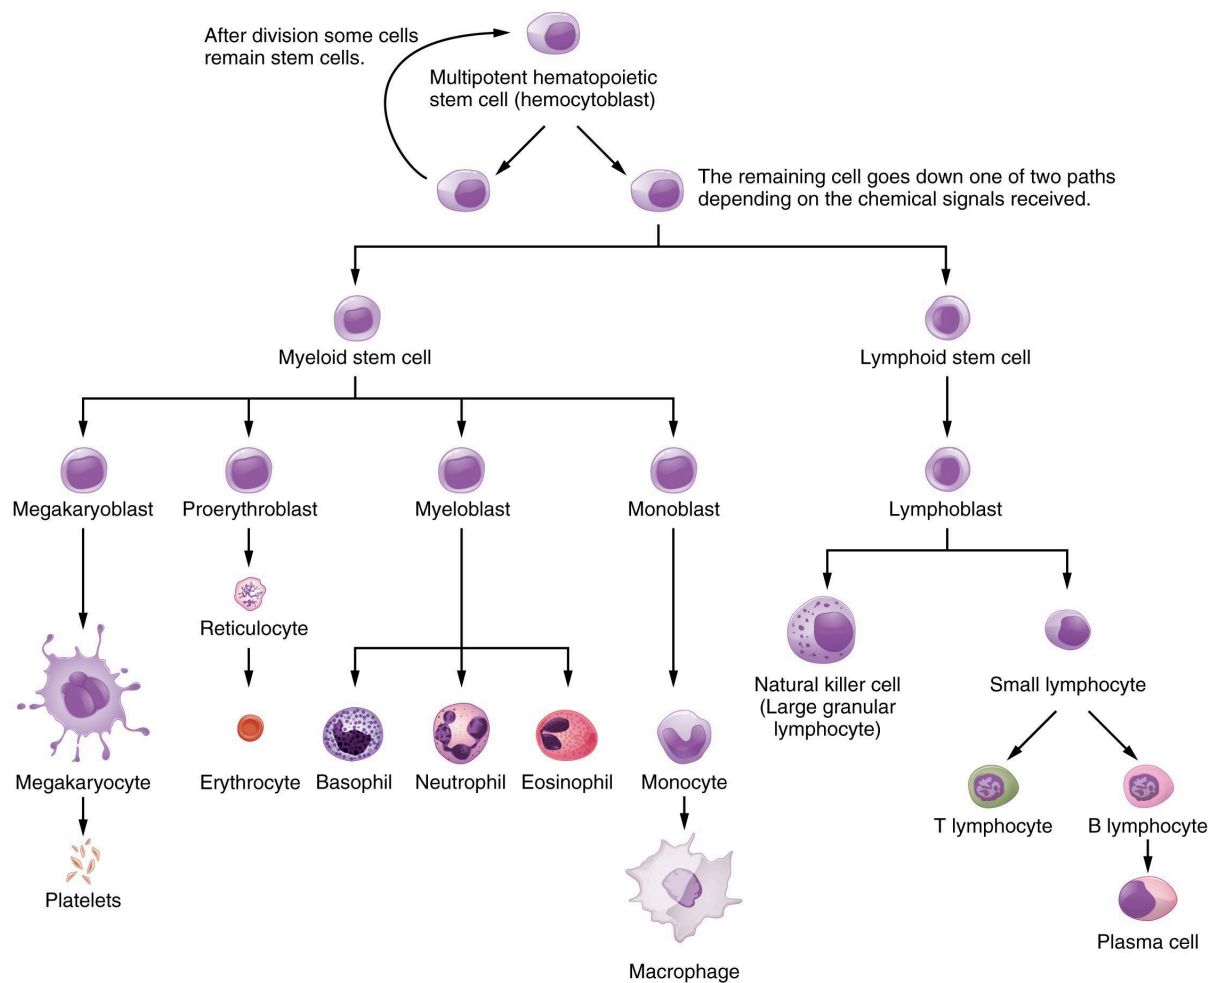 After division some cells
remain stem cells.
Multipotent hematopoietic
stem cell (hemocytoblast)
The remaining cell goes down one of two paths
depending on the chemical signals received.
Myeloid stem cell
Lymphoid stem cell
Megakaryoblast
Proerythroblast
Myeloblast
Monoblast
Lymphoblast
Reticulocyte
Natural killer cell
(Large granular
lymphocyte)
Small lymphocyte
Megakaryocyte
Erythrocyte
Basophil
Neutrophil
Eosinophil
Monocyte
T lymphocyte
B lymphocyte
Platelets
Plasma cell
Macrophage